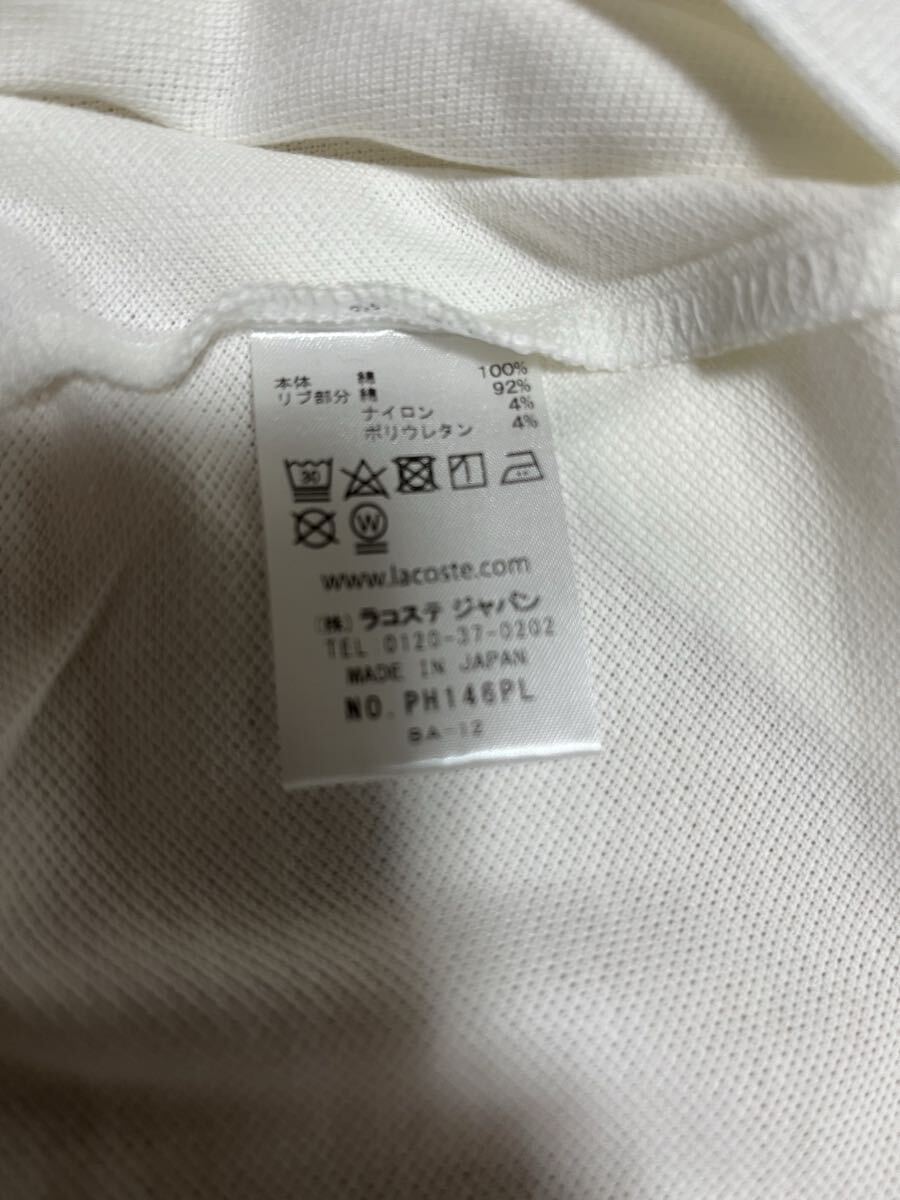 本体 綿 100%
リブ部分 綿 92%
ナイロン 4%
ポリウレタン 4%
30
W
www.lacoste.com
(株) ラコステ ジャパン
TEL 0120-37-0202
MADE IN JAPAN
NO. PH146PL
BA-12